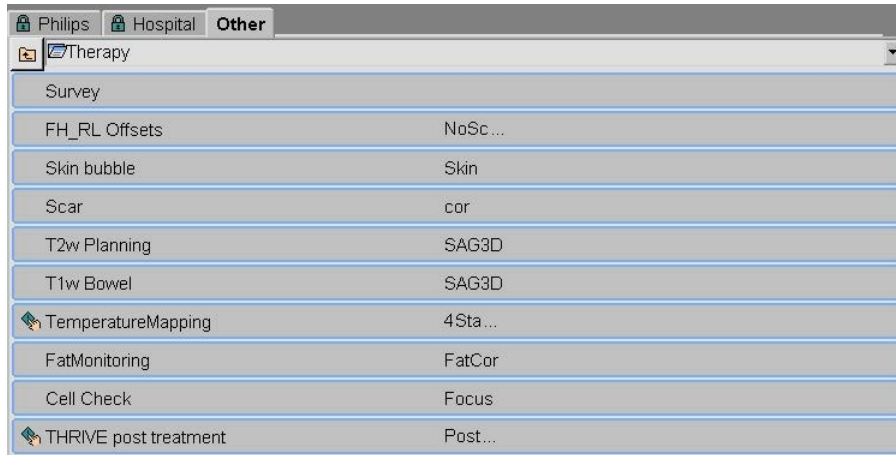 Philips Hospital Other
Therapy
Survey
FH_RL Offsets NoSc...
Skin bubble Skin
Scar cor
T2w Planning SAG3D
T1w Bowel SAG3D
TemperatureMapping 4Sta...
FatMonitoring FatCor
Cell Check Focus
THRIVE post treatment Post...